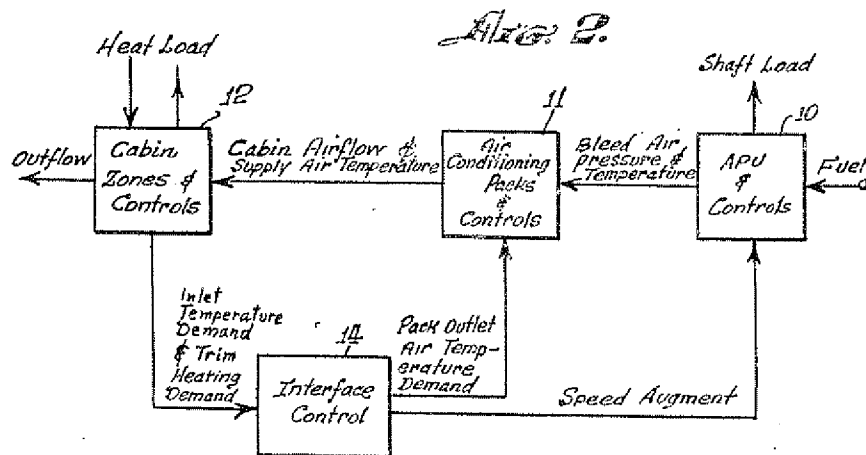 Fig. 2.
Heat Load
12
Cabin
Zones &
Controls
Outflow
Cabin Airflow &
Supply Air Temperature
11
Air
Conditioning
Packs
&
Controls
Bleed Air
pressure &
Temperature
Shaft Load
10
APU
&
Controls
Fuel
Inlet
Temperature
Demand
& Trim
Heating
Demand
14
Interface
Control
Pack Outlet
Air Temp-
erature
Demand
Speed Augment